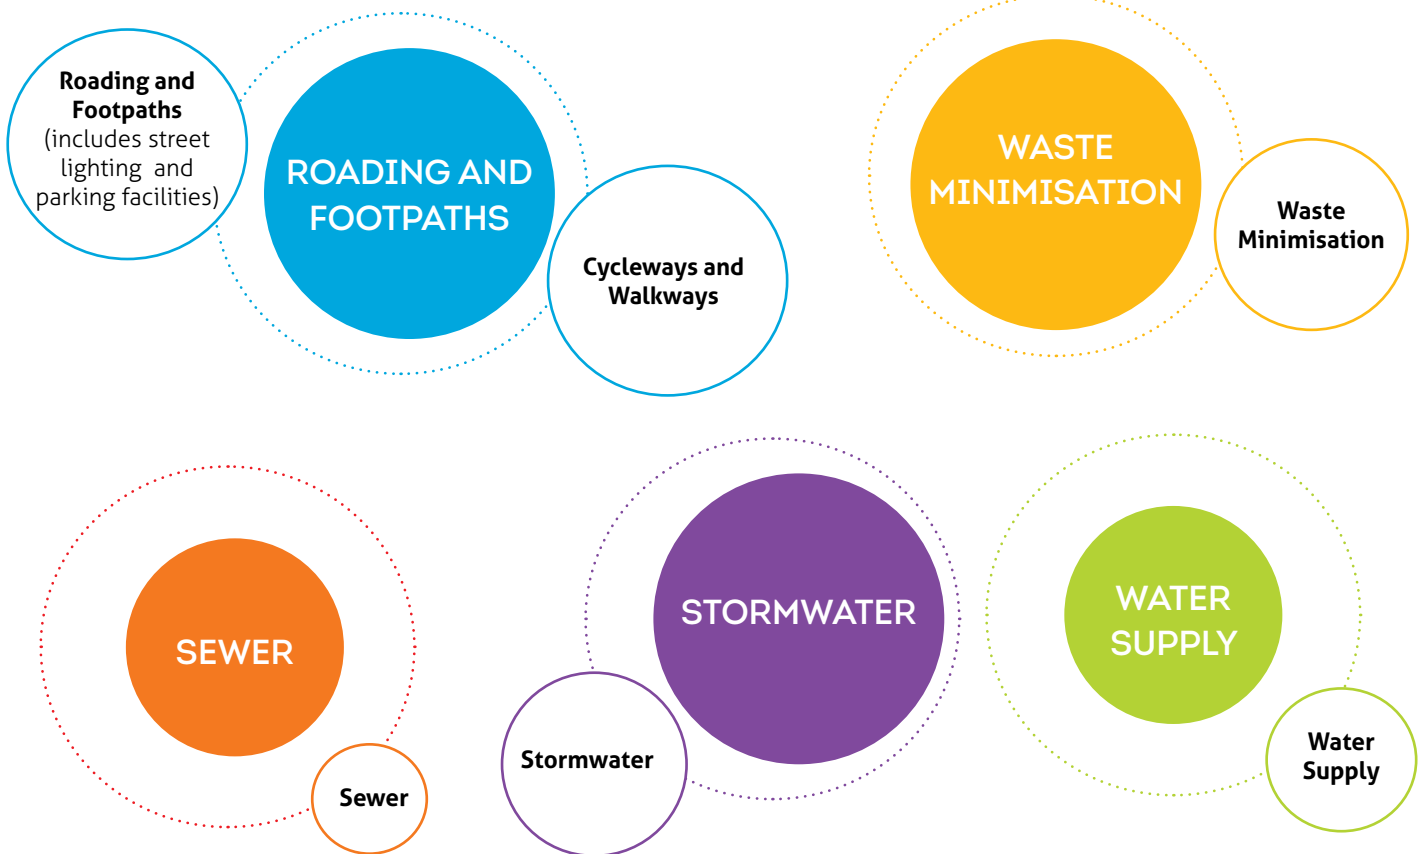 Roading and
Footpaths
(includes street
lighting and
parking facilities)
ROADING AND
FOOTPATHS
Cycleways and
Walkways
WASTE
MINIMISATION
Waste
Minimisation
SEWER
Sewer
STORMWATER
Stormwater
WATER
SUPPLY
Water
Supply